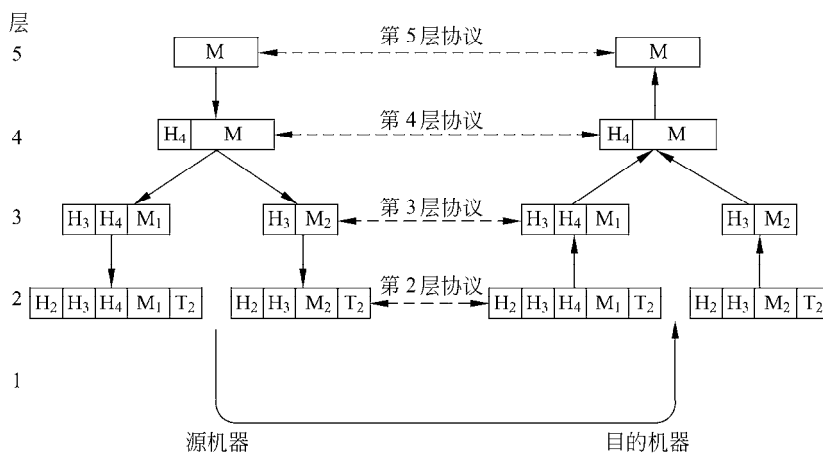 层
5 M 第5层协议 M
4 H₄ M 第4层协议 H₄ M
3 H₃ H₄ M₁ H₃ M₂ 第3层协议 H₃ H₄ M₁ H₃ M₂
2 H₂ H₃ H₄ M₁ T₂ H₂ H₃ M₂ T₂ 第2层协议 H₂ H₃ H₄ M₁ T₂ H₂ H₃ M₂ T₂
1
源机器 目的机器